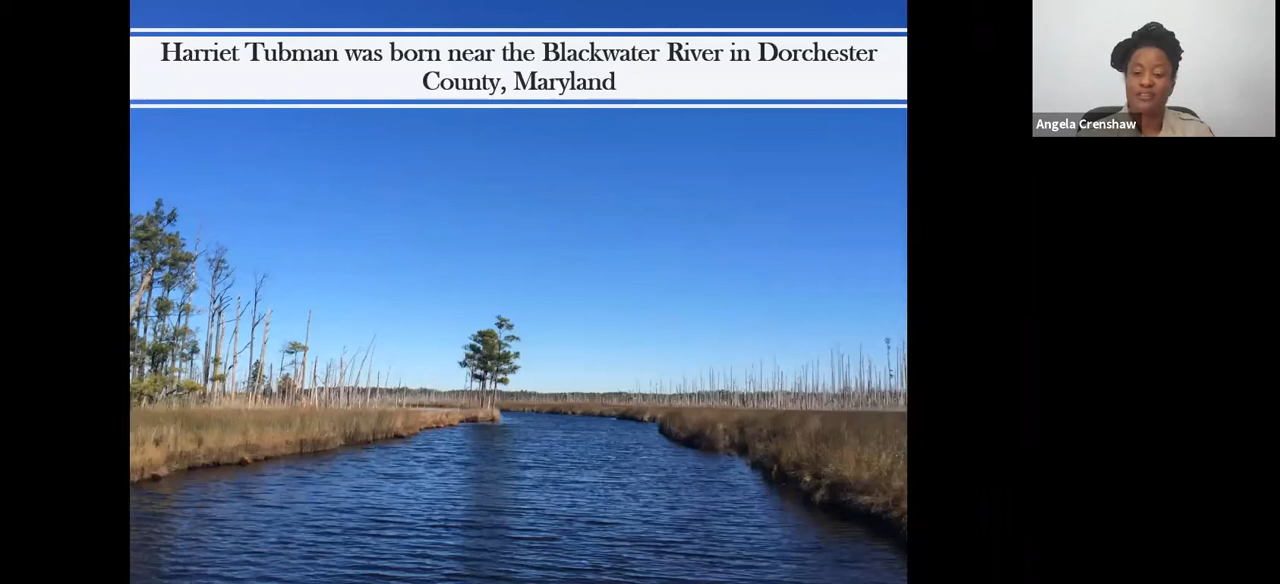 Harriet Tubman was born near the Blackwater River in Dorchester
County, Maryland
Angela Crenshaw